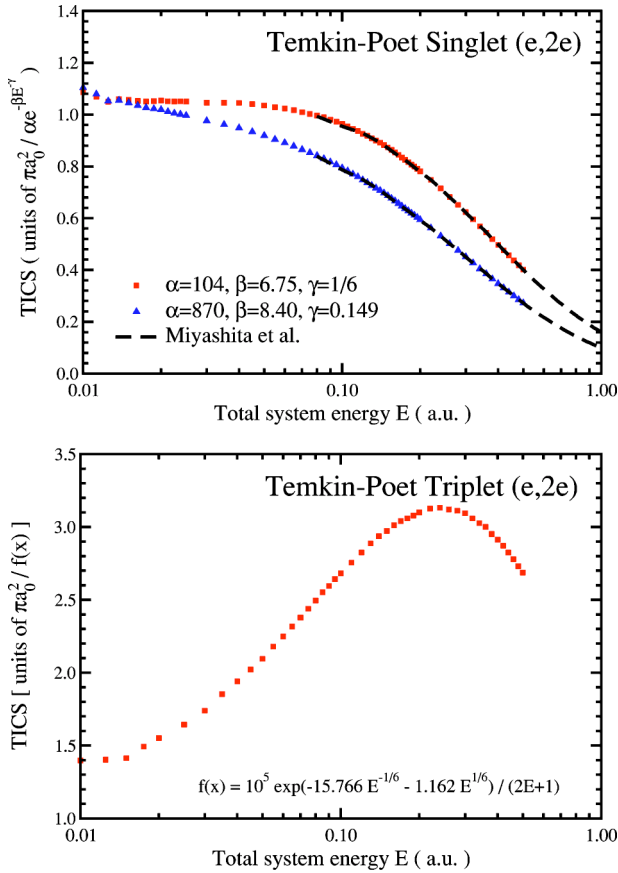 Temkin-Poet Singlet (e,2e)
TICS ( units of πa₀² / αe^-βE^-γ )
1.4
1.2
1.0
0.8
0.6
0.4
0.2
0.0
α=104, β=6.75, γ=1/6
α=870, β=8.40, γ=0.149
Miyashita et al.
0.01
0.10
1.00
Total system energy E ( a.u. )
Temkin-Poet Triplet (e,2e)
TICS [ units of πa₀² / f(x) ]
3.5
3.0
2.5
2.0
1.5
1.0
f(x) = 10⁵ exp(-15.766 E^-1/6 - 1.162 E^1/6) / (2E+1)
0.01
0.10
1.00
Total system energy E ( a.u. )